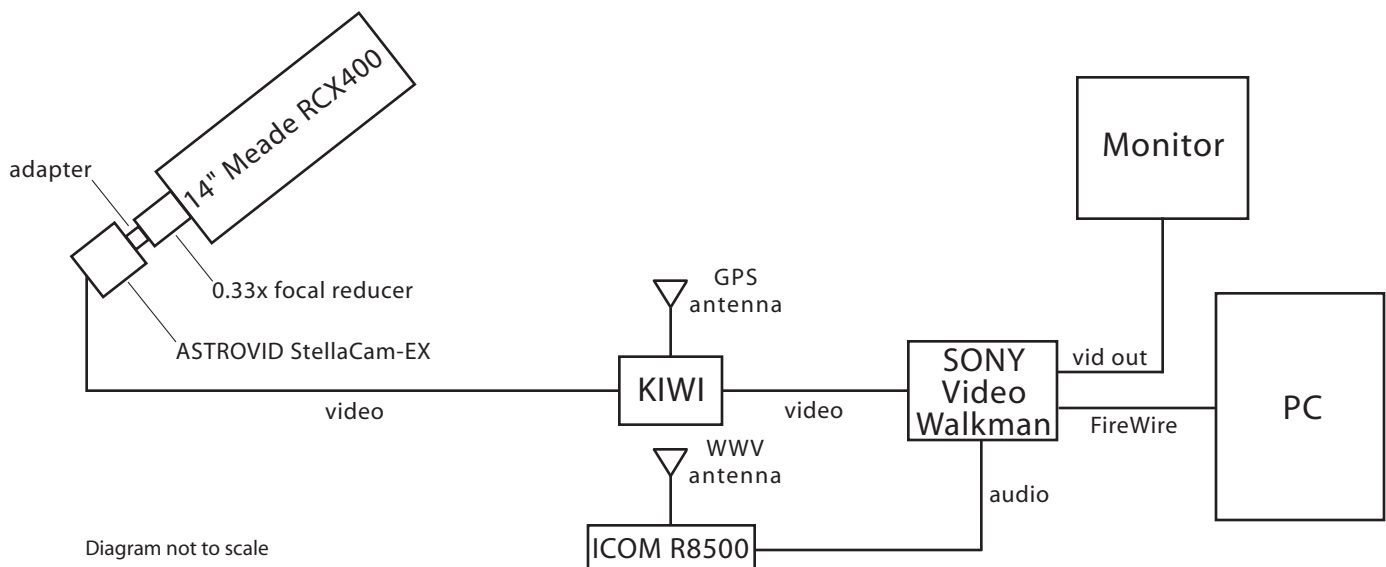 14" Meade RCX400
adapter
0.33x focal reducer
ASTROVID StellaCam-EX
video
GPS
antenna
KIWI
video
WWV
antenna
ICOM R8500
audio
SONY
Video
Walkman
vid out
Monitor
FireWire
PC
Diagram not to scale